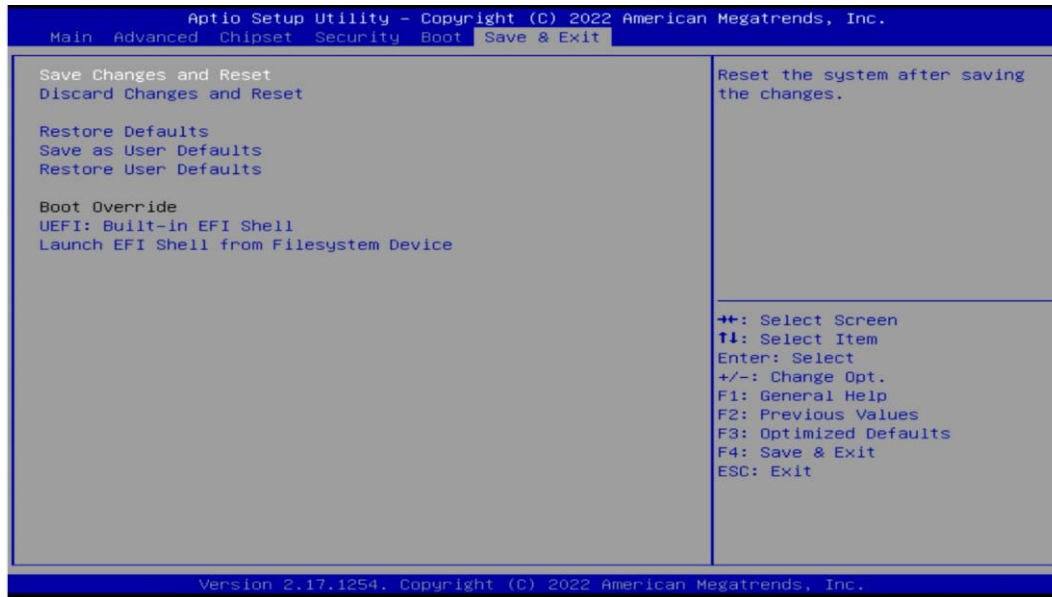 Aptio Setup Utility – Copyright (C) 2022 American Megatrends, Inc.
Main Advanced Chipset Security Boot Save & Exit
Save Changes and Reset
Discard Changes and Reset
Restore Defaults
Save as User Defaults
Restore User Defaults
Boot Override
UEFI: Built-in EFI Shell
Launch EFI Shell from Filesystem Device
Reset the system after saving
the changes.
→←: Select Screen
↑↓: Select Item
Enter: Select
+/-: Change Opt.
F1: General Help
F2: Previous Values
F3: Optimized Defaults
F4: Save & Exit
ESC: Exit
Version 2.17.1254. Copyright (C) 2022 American Megatrends, Inc.